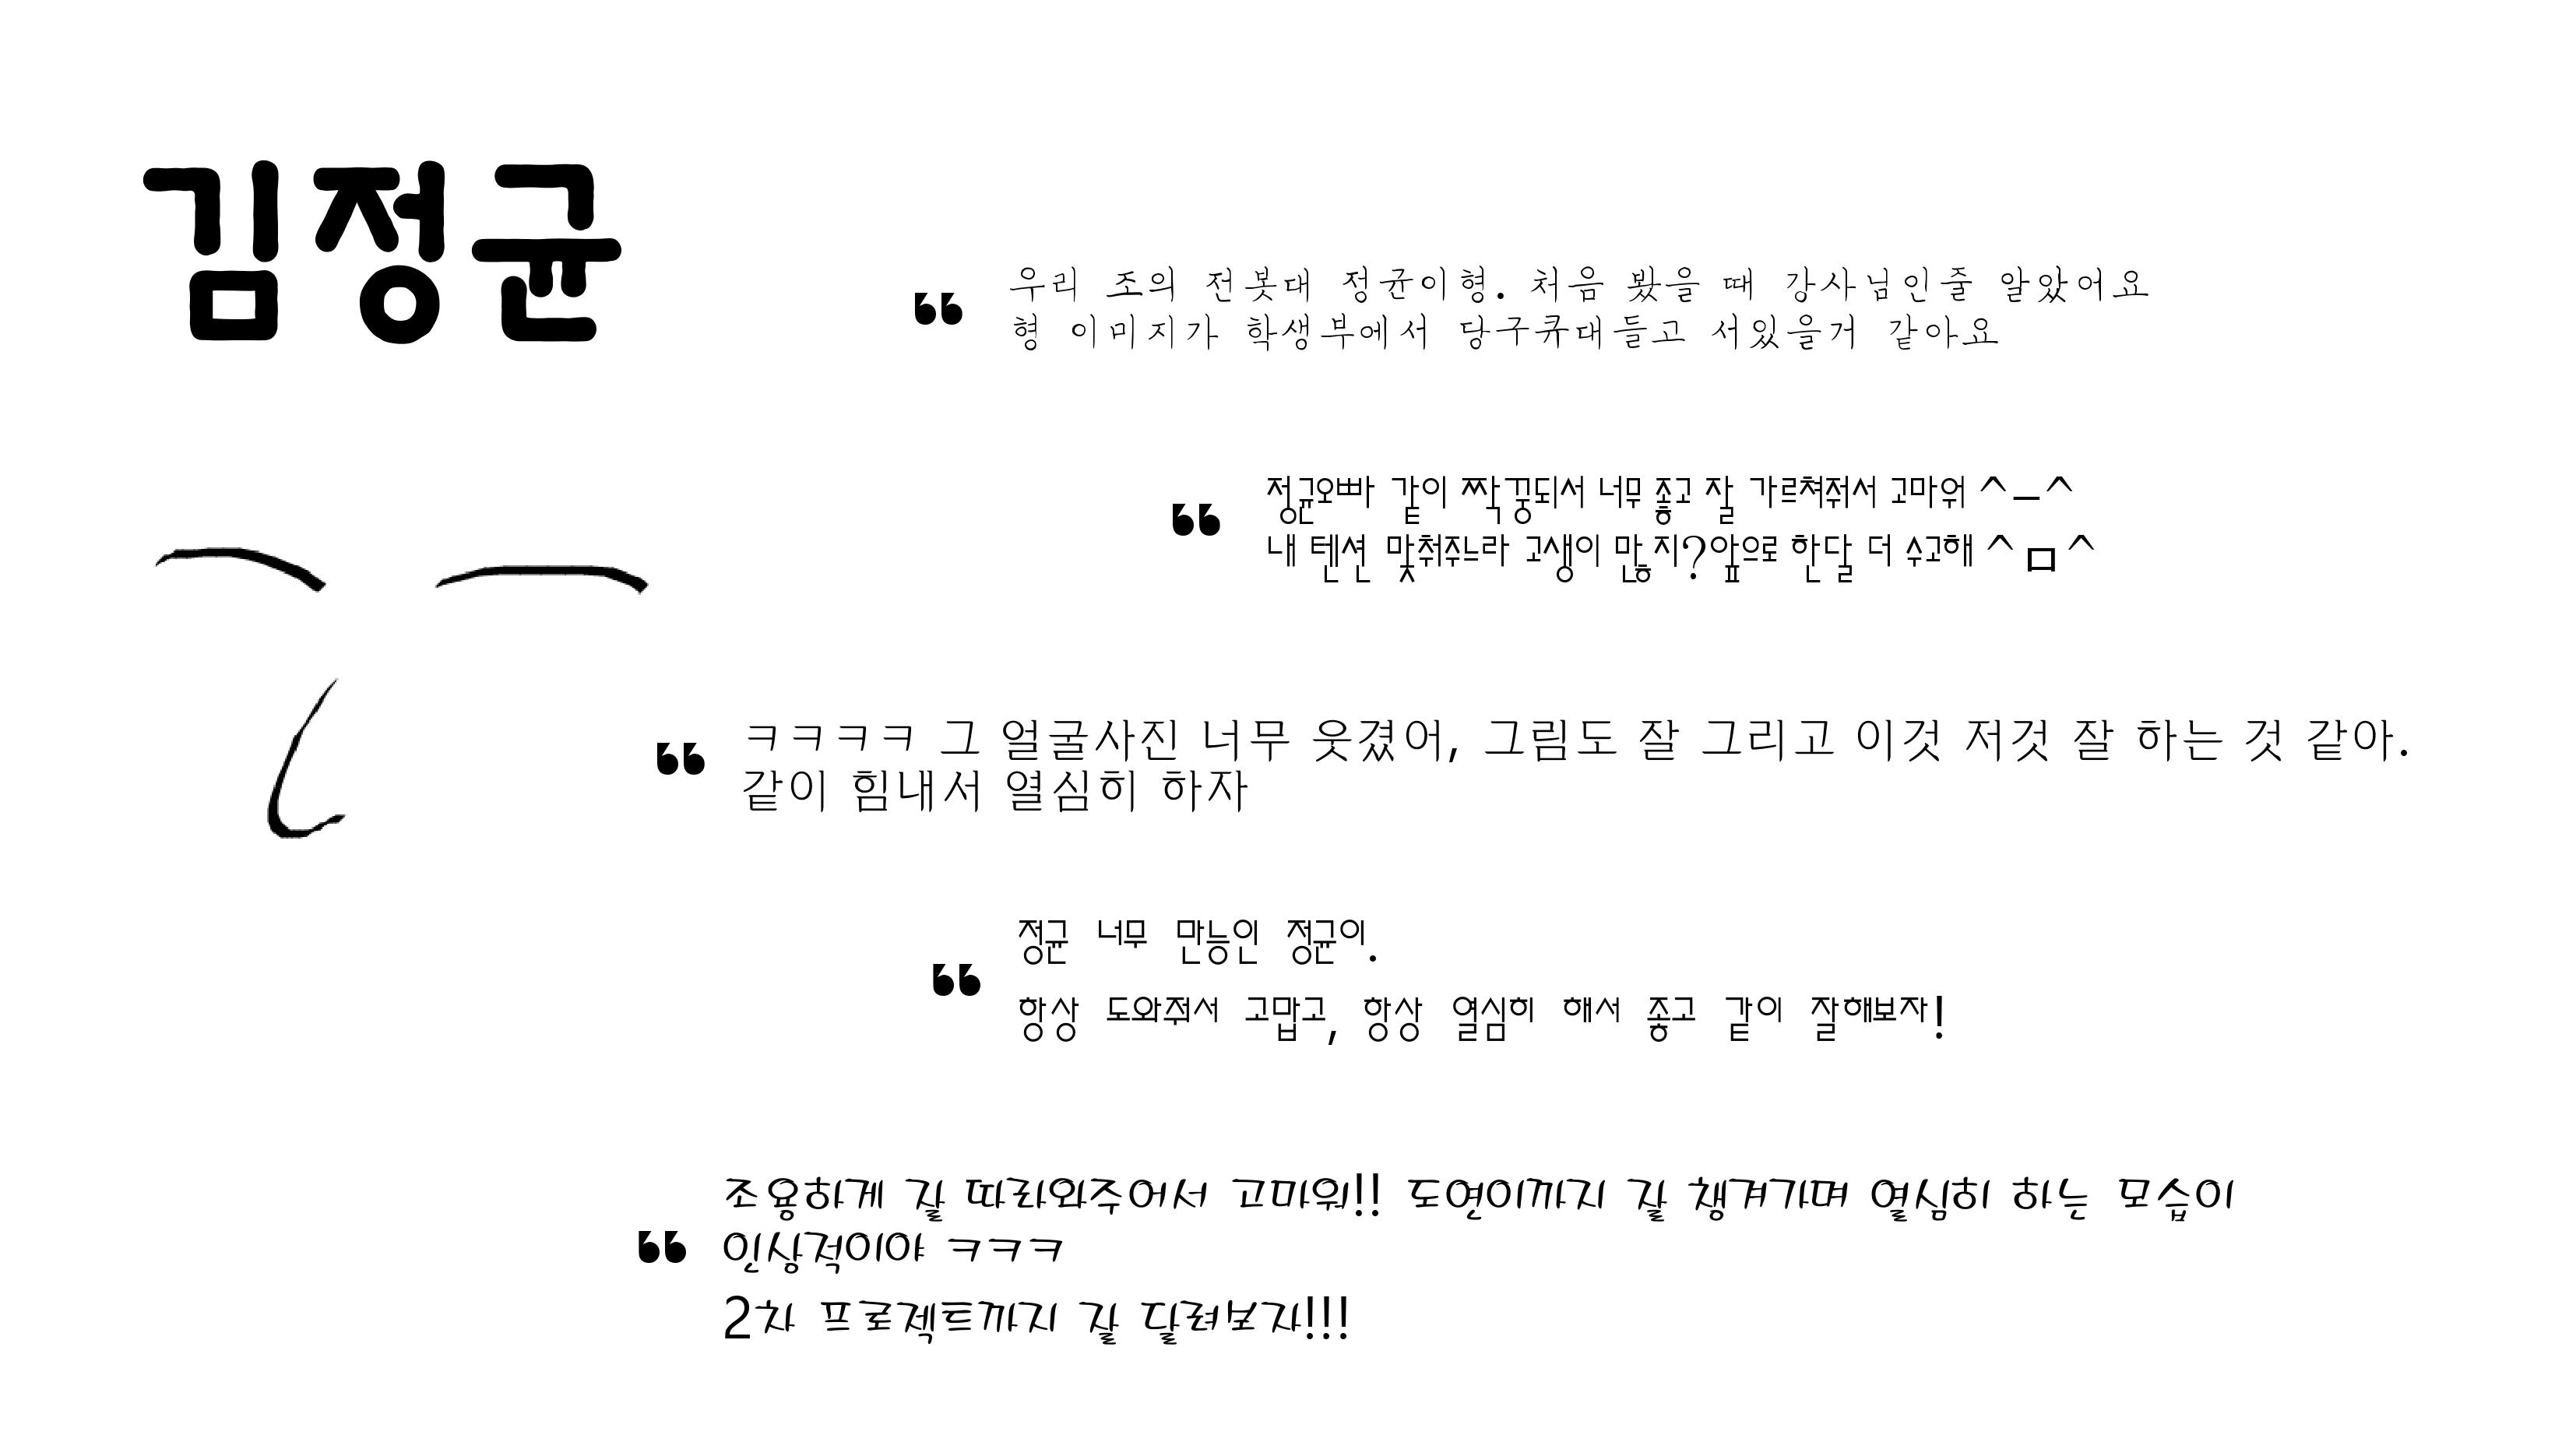 김정균
❝ 우리 조의 전봇대 정균이형. 처음 봤을 때 강사님인줄 알았어요
형 이미지가 학생부에서 당구큐대들고 서있을거 같아요
❝ 정균오빠 같이 짝꿍되서 너무 좋고 잘 가르쳐줘서 고마워 ^-^
내 텐션 맞춰주느라 고생이 많지?앞으로 한달 더 수고해 ^ㅁ^
❝ ㅋㅋㅋㅋ 그 얼굴사진 너무 웃겼어, 그림도 잘 그리고 이것 저것 잘 하는 것 같아.
같이 힘내서 열심히 하자
❝ 정균 너무 만능인 정균이.
항상 도와줘서 고맙고, 항상 열심히 해서 좋고 같이 잘해보자!
❝ 조용하게 잘 따라와주어서 고마워!! 도연이까지 잘 챙겨가며 열심히 하는 모습이
인상적이야 ㅋㅋㅋ
2차 프로젝트까지 잘 달려보자!!!